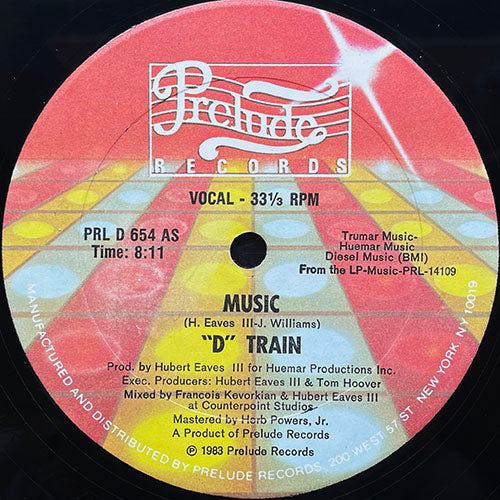 Prelude
RECORDS
VOCAL - 33⅓ RPM
PRL D 654 AS
Time: 8:11
Trumar Music-
Huemar Music
Diesel Music (BMI)
From the LP-Music-PRL-14109
MUSIC
(H. Eaves III-J. Williams)
"D" TRAIN
Prod. by Hubert Eaves III for Huemar Productions Inc.
Exec. Producers: Hubert Eaves III & Tom Hoover
Mixed by Francois Kevorkian & Hubert Eaves III
at Counterpoint Studios
Mastered by Herb Powers, Jr.
A Product of Prelude Records
℗ 1983 Prelude Records
MANUFACTURED AND DISTRIBUTED BY PRELUDE RECORDS, 200 WEST 57 ST NEW YORK, NY 10019